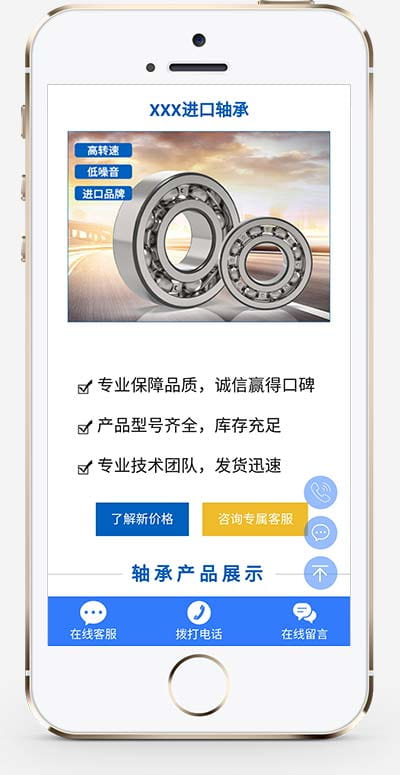 XXX进口轴承
高转速
低噪音
进口品牌
专业保障品质，诚信赢得口碑
产品型号齐全，库存充足
专业技术团队，发货迅速
了解新价格
咨询专属客服
轴承产品展示
在线客服
拨打电话
在线留言